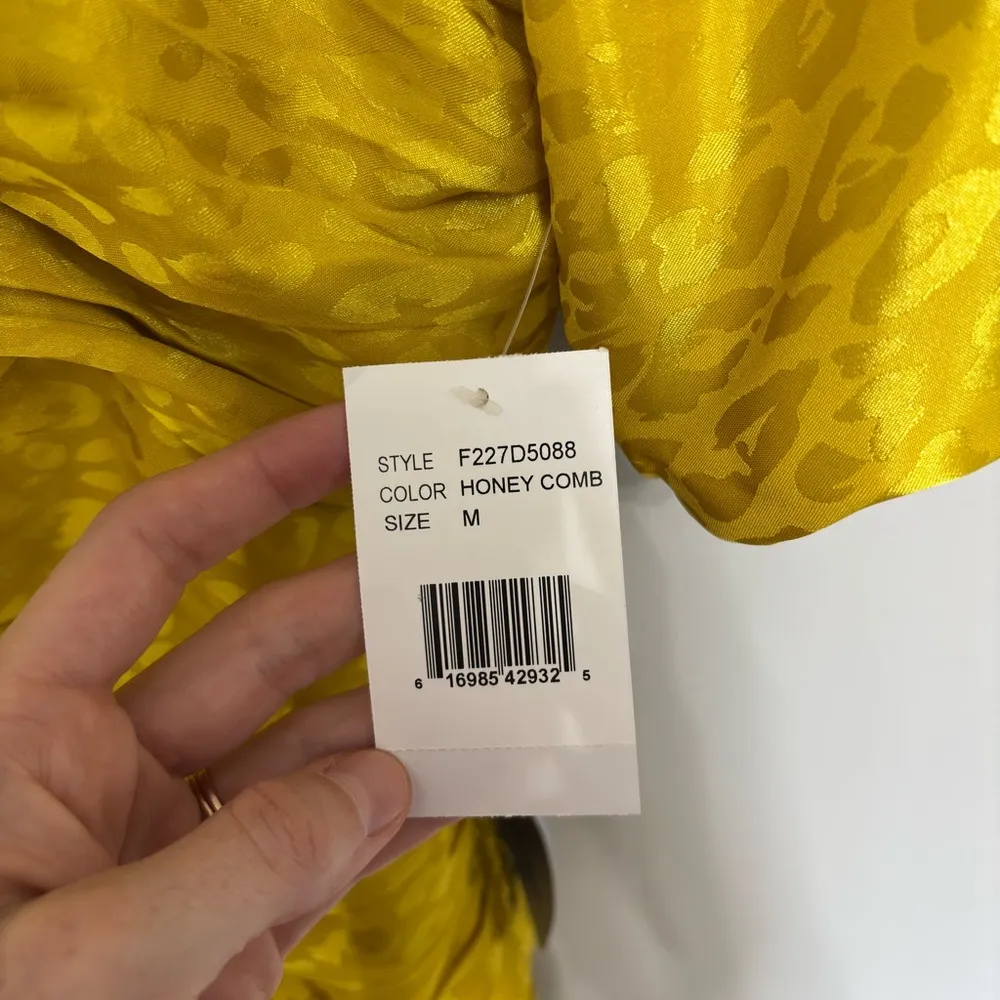 STYLE F227D5088
COLOR HONEY COMB
SIZE M
6 16985 42932 5